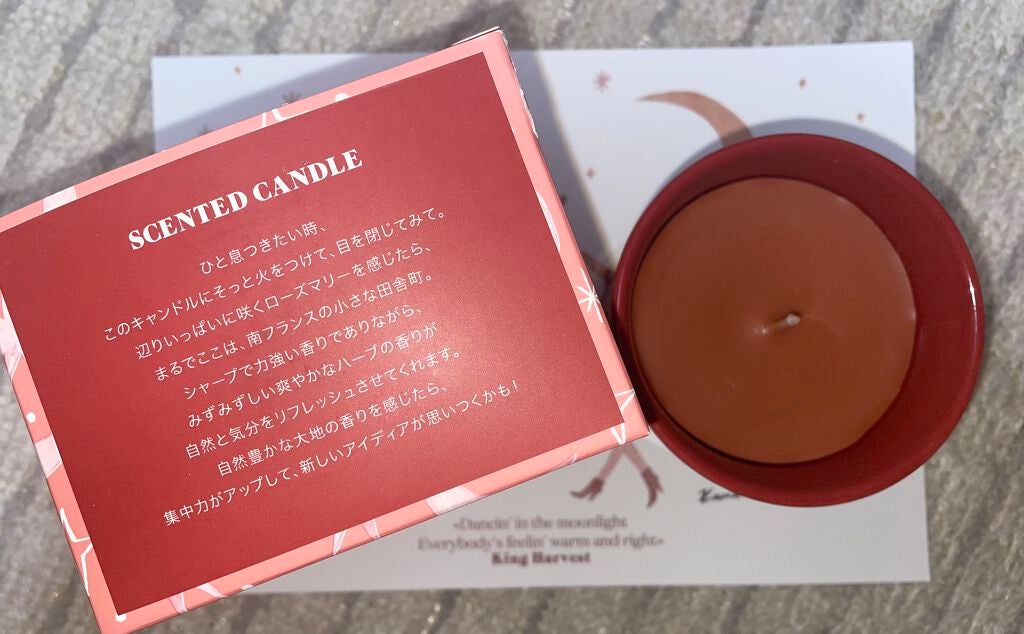 SCENTED CANDLE
ひと息つきたい時、
このキャンドルにそっと火をつけて、目を閉じてみて。
辺りいっぱいに咲くローズマリーを感じたら、
まるでここは、南フランスの小さな田舎町。
シャープで力強い香りでありながら、
みずみずしい爽やかなハーブの香りが
自然と気分をリフレッシュさせてくれます。
自然豊かな大地の香りを感じたら、
集中力がアップして、新しいアイディアが思いつくかも!
«Dancin' in the moonlight
Everybody's feelin' warm and right»
King Harvest